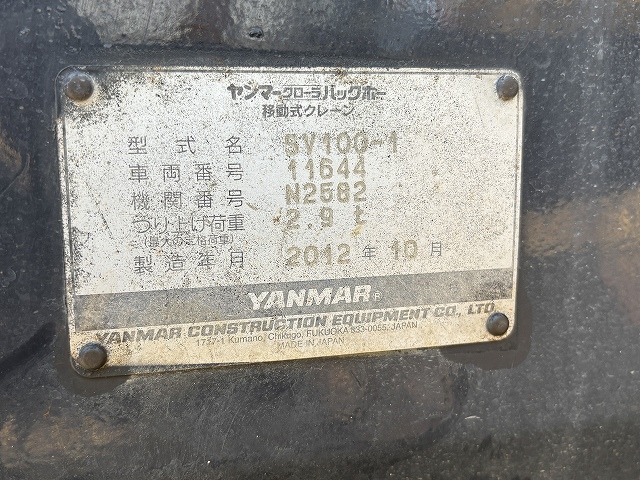 ヤンマークローラバックホー
移動式クレーン
型式名 SV100-1
車両番号 11644
機関番号 N2582
つり上げ荷重 2.9 t
(最大の定格荷重)
製造年月 2012 年 10 月
YANMAR®
YANMAR CONSTRUCTION EQUIPMENT CO., LTD.
1737-1 Kumano, Chikugo, FUKUOKA 833-0055, JAPAN
MADE IN JAPAN